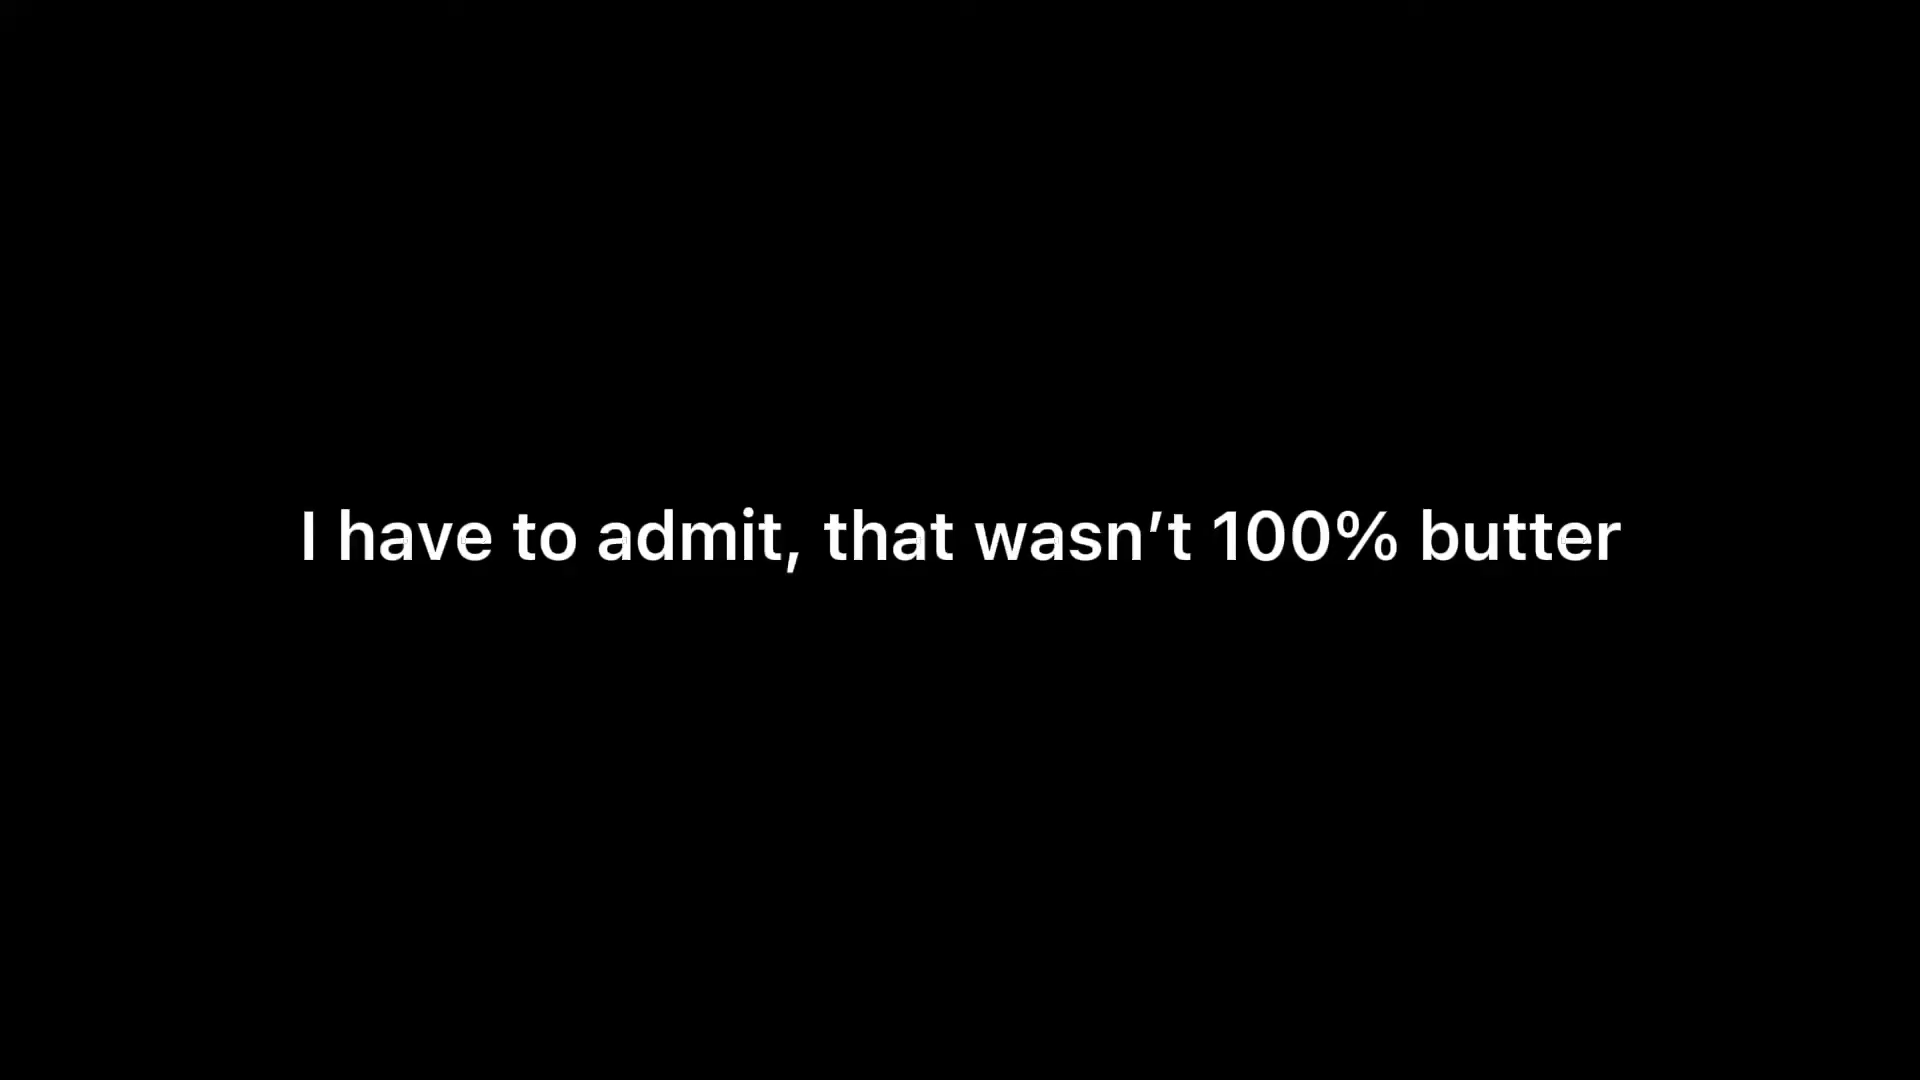 I have to admit, that wasn’t 100% butter